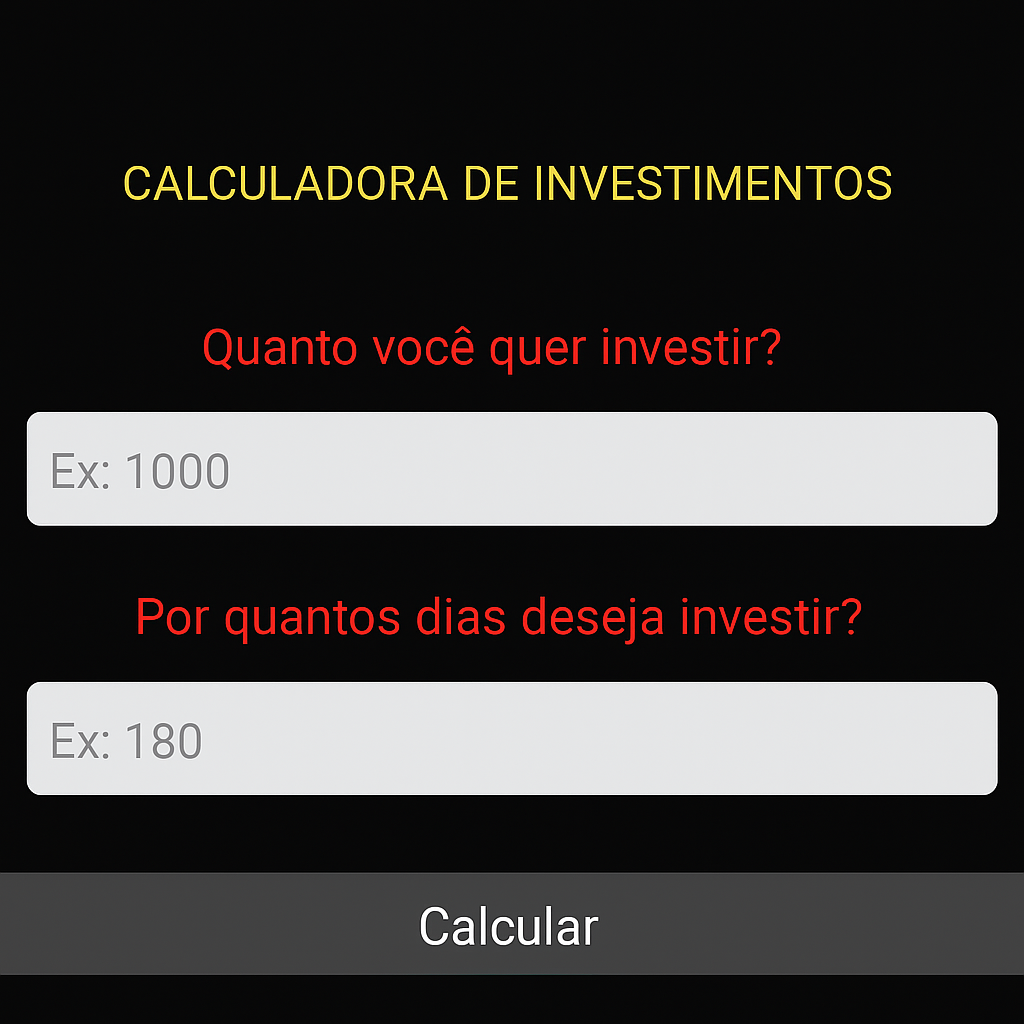 CALCULADORA DE INVESTIMENTOS
Quanto você quer investir?
Ex: 1000
Por quantos dias deseja investir?
Ex: 180
Calcular